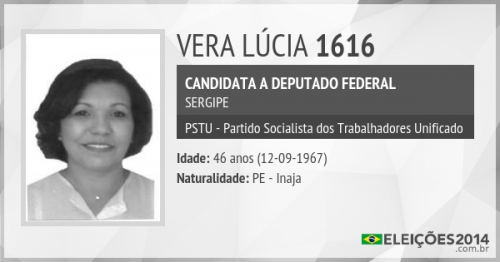 VERA LÚCIA 1616
CANDIDATA A DEPUTADO FEDERAL
SERGIPE
PSTU - Partido Socialista dos Trabalhadores Unificado
Idade: 46 anos (12-09-1967)
Naturalidade: PE - Inaja
ELEIÇÕES2014
.com.br